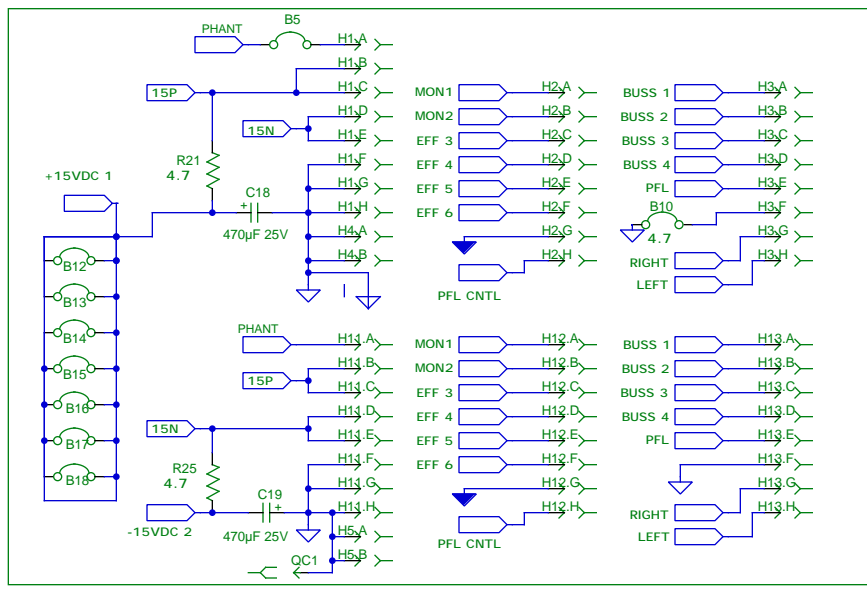 PHANT
B5
H1.A
H1.B
15P
H1.C
H1.D
15N
H1.E
R21
4.7
H1.F
H1.G
+15VDC 1
C18
+
H1.H
470µF 25V
H4.A
H4.B
B12
B13
B14
B15
B16
B17
B18
MON1
H2.A
MON2
H2.B
EFF 3
H2.C
EFF 4
H2.D
EFF 5
H2.E
EFF 6
H2.F
H2.G
H2.H
PFL CNTL
BUSS 1
H3.A
BUSS 2
H3.B
BUSS 3
H3.C
BUSS 4
H3.D
PFL
H3.E
B10
H3.F
4.7
H3.G
RIGHT
H3.H
LEFT
PHANT
H11.A
H11.B
15P
H11.C
H11.D
15N
H11.E
R25
4.7
H11.F
H11.G
C19
+
H11.H
-15VDC 2
470µF 25V
H5.A
H5.B
QC1
MON1
H12.A
MON2
H12.B
EFF 3
H12.C
EFF 4
H12.D
EFF 5
H12.E
EFF 6
H12.F
H12.G
H12.H
PFL CNTL
BUSS 1
H13.A
BUSS 2
H13.B
BUSS 3
H13.C
BUSS 4
H13.D
PFL
H13.E
H13.F
H13.G
RIGHT
H13.H
LEFT